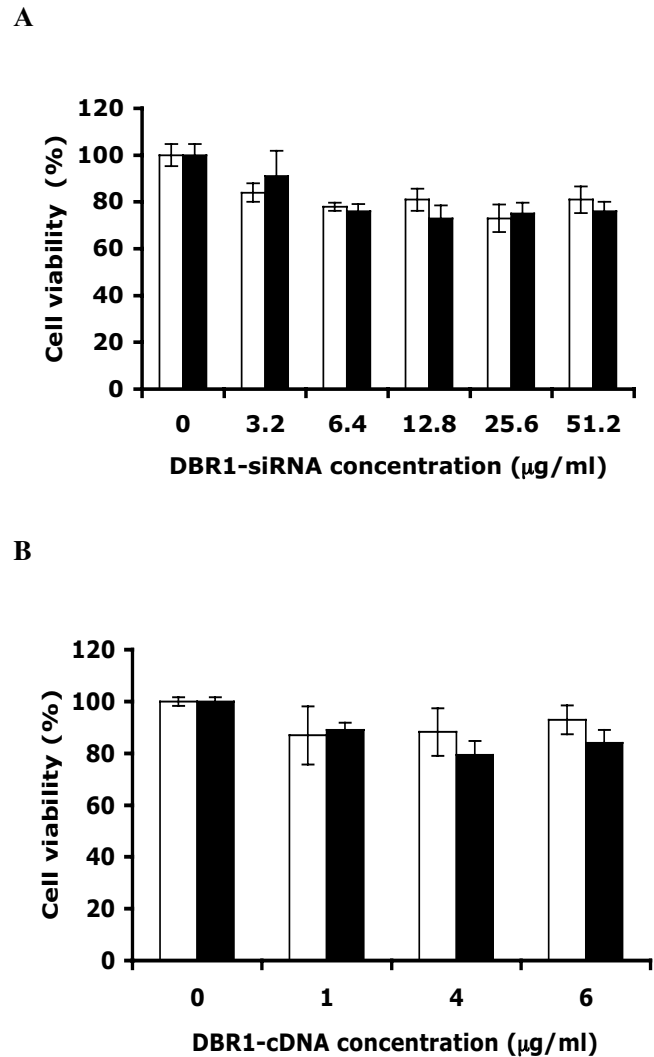 A
120
100
80
60
40
20
0
Cell viability (%)
0 3.2 6.4 12.8 25.6 51.2
DBR1-siRNA concentration (μg/ml)
B
120
100
80
60
40
20
0
Cell viability (%)
0 1 4 6
DBR1-cDNA concentration (μg/ml)